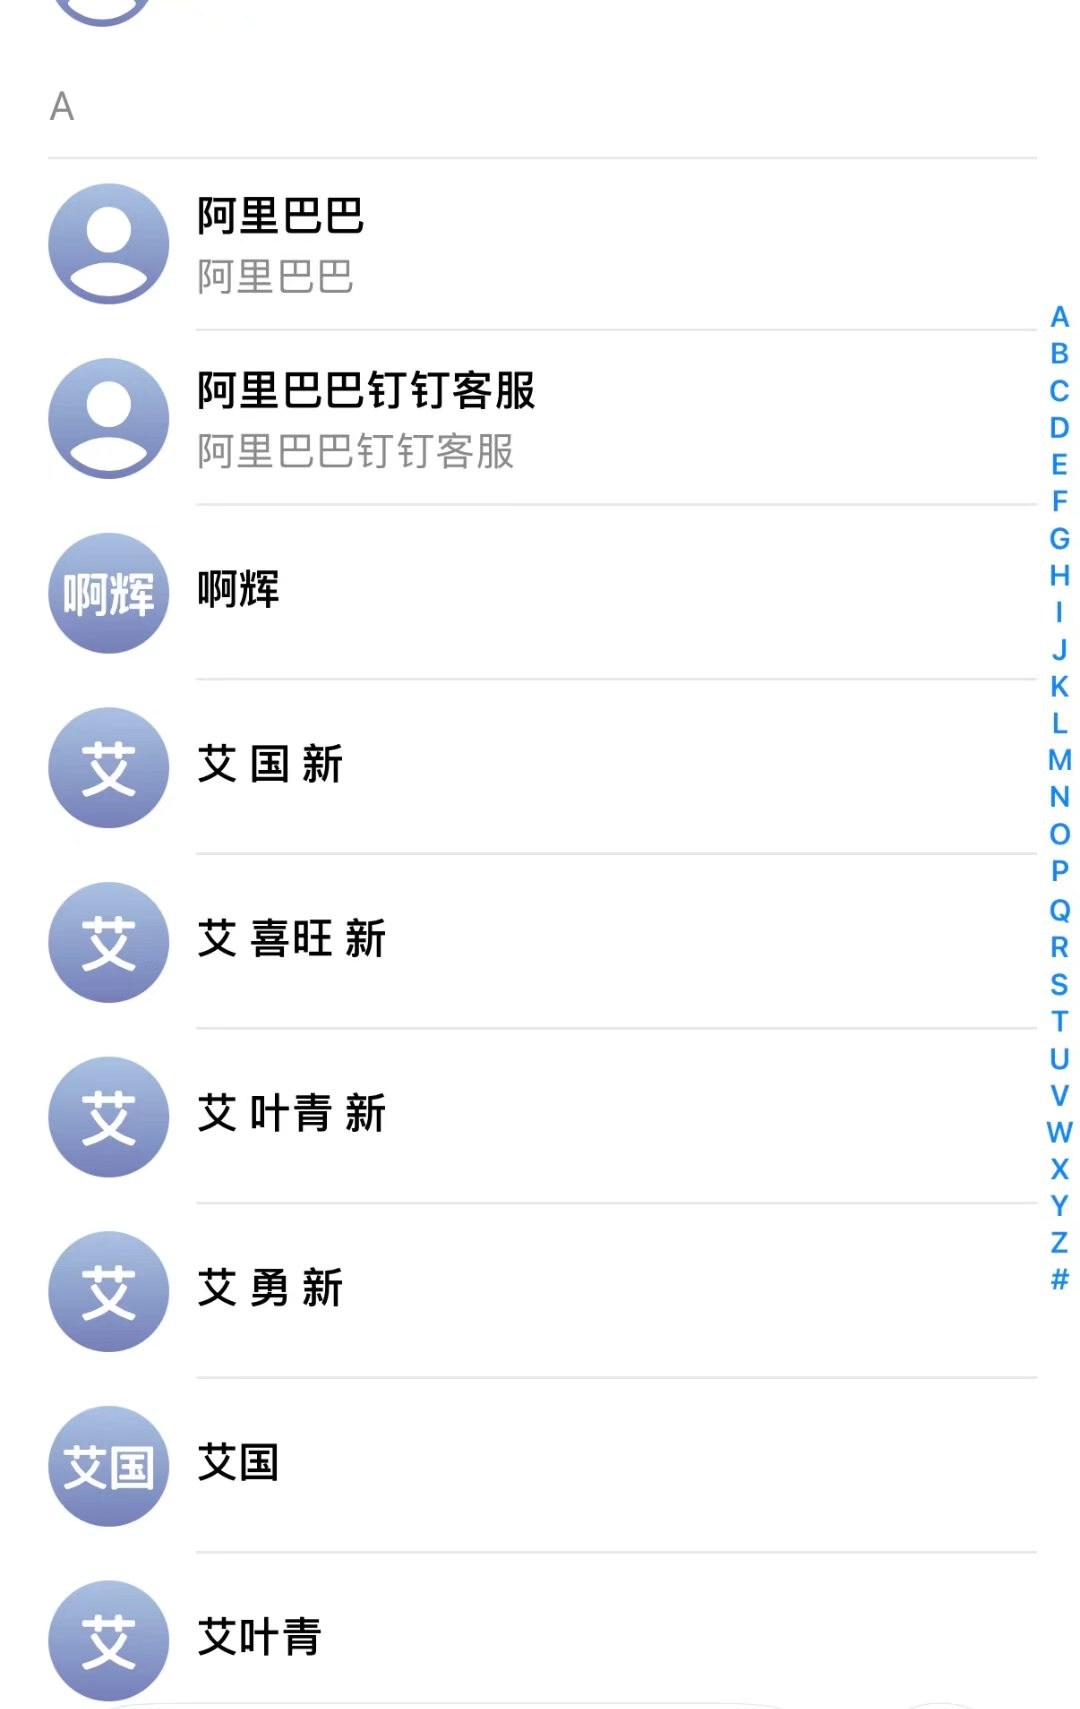 A
阿里巴巴
阿里巴巴
阿里巴巴钉钉客服
阿里巴巴钉钉客服
啊辉
啊辉
艾
艾 国 新
艾
艾 喜旺 新
艾
艾 叶青 新
艾
艾 勇 新
艾国
艾国
艾
艾叶青
A
B
C
D
E
F
G
H
I
J
K
L
M
N
O
P
Q
R
S
T
U
V
W
X
Y
Z
#